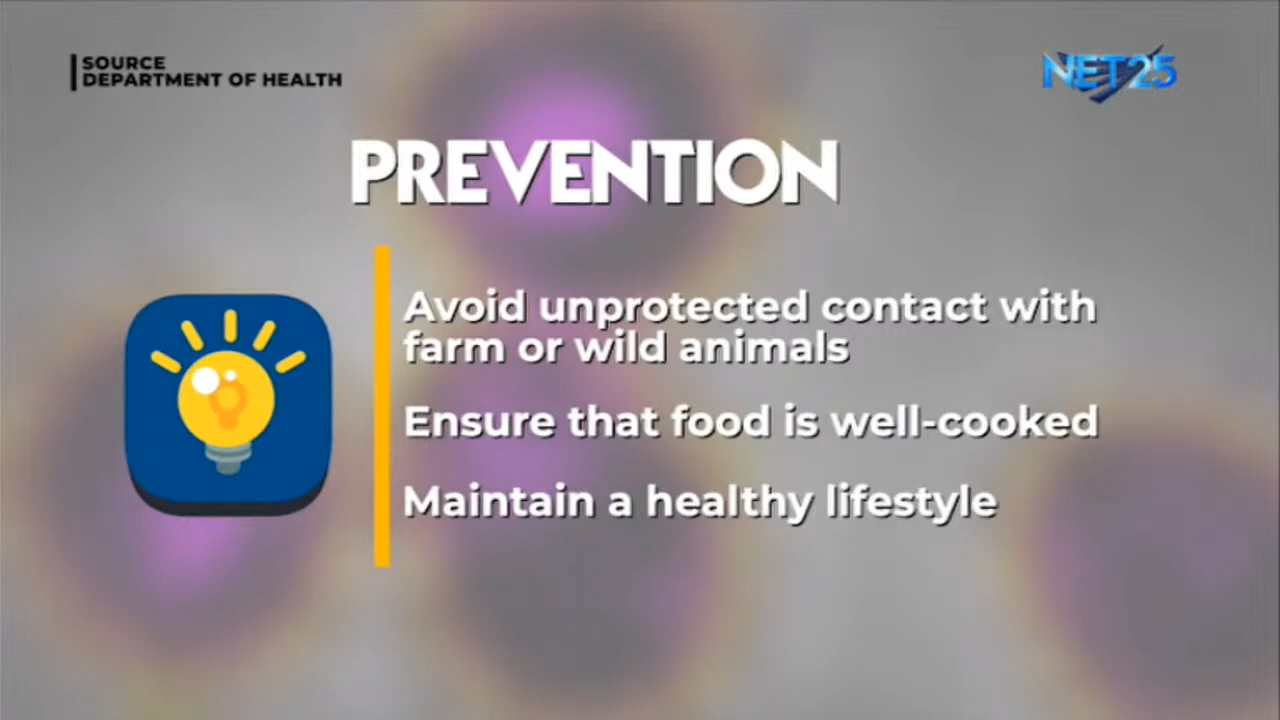 SOURCE
DEPARTMENT OF HEALTH
NET25
PREVENTION
Avoid unprotected contact with
farm or wild animals
Ensure that food is well-cooked
Maintain a healthy lifestyle